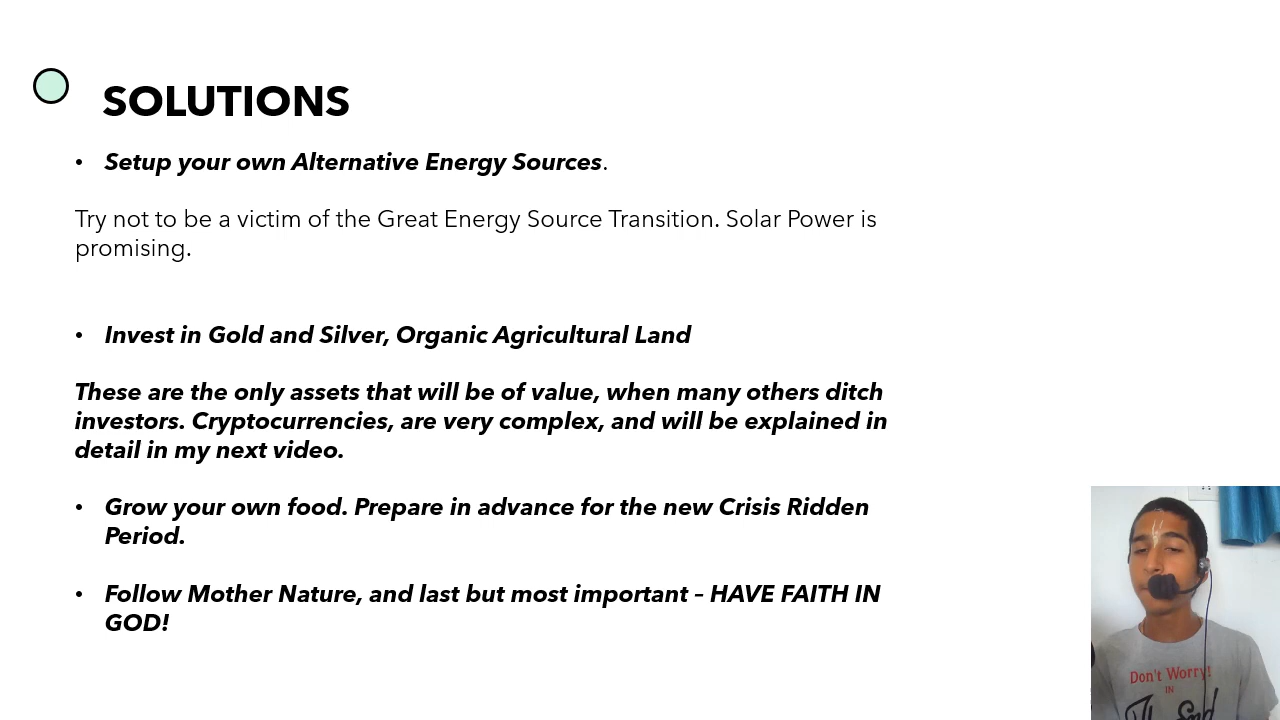 SOLUTIONS
• Setup your own Alternative Energy Sources.
Try not to be a victim of the Great Energy Source Transition. Solar Power is
promising.
• Invest in Gold and Silver, Organic Agricultural Land
These are the only assets that will be of value, when many others ditch
investors. Cryptocurrencies, are very complex, and will be explained in
detail in my next video.
• Grow your own food. Prepare in advance for the new Crisis Ridden
Period.
• Follow Mother Nature, and last but most important – HAVE FAITH IN
GOD!
Don't Worry!
IN
The End